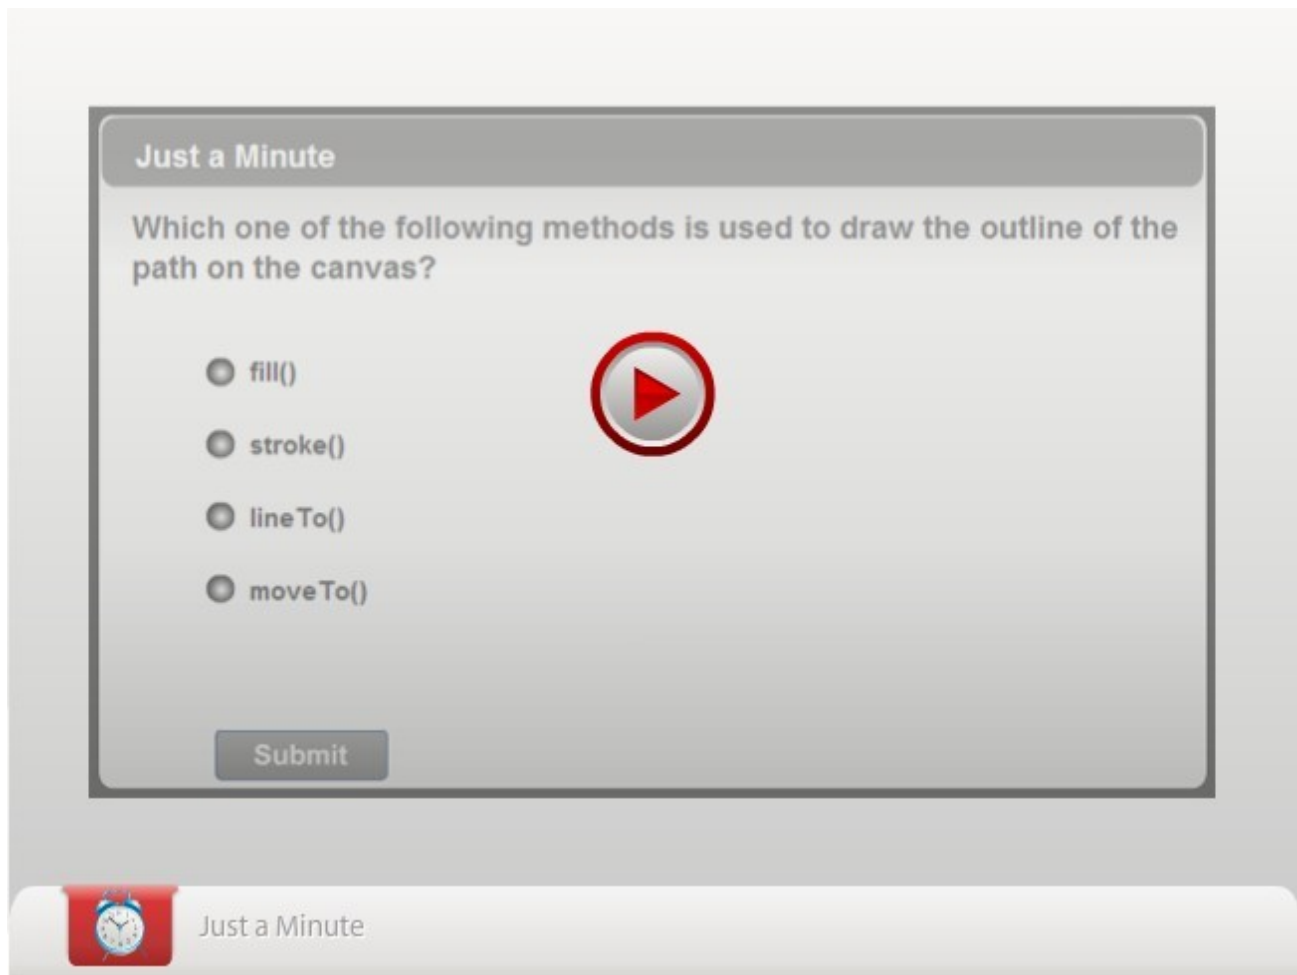 Just a Minute
Which one of the following methods is used to draw the outline of the
path on the canvas?
fill()
stroke()
lineTo()
moveTo()
Submit
Just a Minute